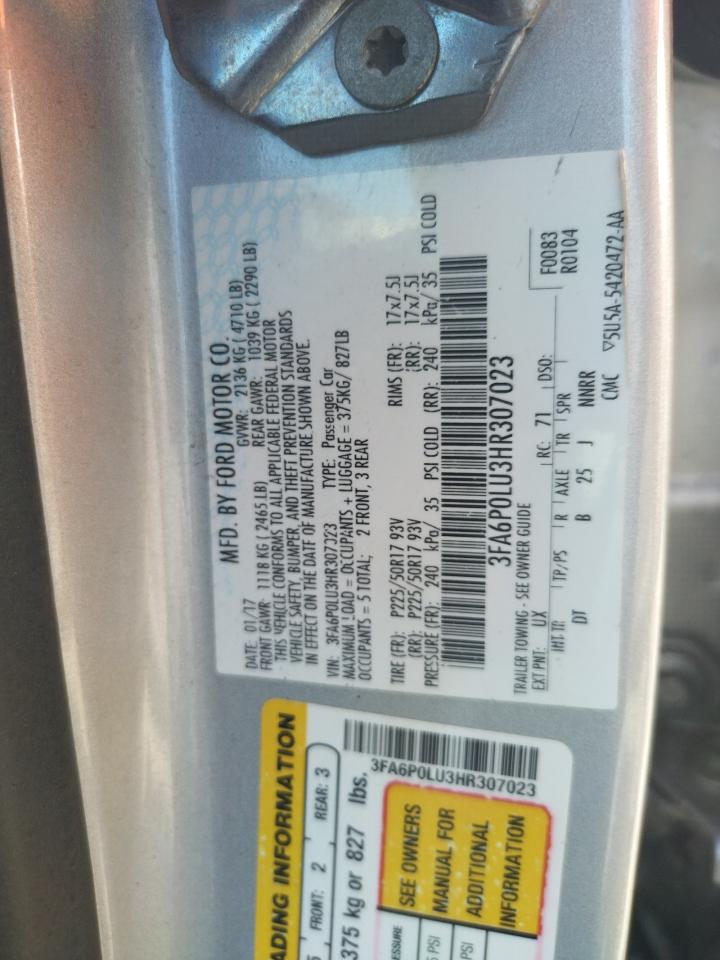 MFD. BY FORD MOTOR CO.
DATE: 01/17 GVWR: 2136 KG ( 4710 LB)
FRONT GAWR: 1118 KG ( 2465 LB) REAR GAWR: 1039 KG ( 2290 LB)
THIS VEHICLE CONFORMS TO ALL APPLICABLE FEDERAL MOTOR
VEHICLE SAFETY, BUMPER, AND THEFT PREVENTION STANDARDS
IN EFFECT ON THE DATE OF MANUFACTURE SHOWN ABOVE.
VIN: 3FA6P0LU3HR307023 TYPE: Passenger Car
MAXIMUM LOAD = OCCUPANTS + LUGGAGE = 375KG/ 827LB
OCCUPANTS = 5 TOTAL; 2 FRONT, 3 REAR
TIRE (FR): P225/50R17 93V RIMS (FR): 17x7.5J
(RR): P225/50R17 93V (RR): 17x7.5J
PRESSURE (FR): 240 kPa/ 35 PSI COLD (RR): 240 kPa/ 35 PSI COLD
3FA6P0LU3HR307023
TRAILER TOWING - SEE OWNER GUIDE
EXT PNT: UX RC: 71 DSO:
F0083
R0104
INT TR TP/PS R AXLE TR SPR
DT B 25 J NNRR
CMC ▽5U5A-5420472-AA
ADING INFORMATION
5 FRONT: 2 REAR: 3
375 kg or 827 lbs.
3FA6P0LU3HR307023
SEE OWNERS
MANUAL FOR
ADDITIONAL
INFORMATION
RESSURE
PSI
PSI